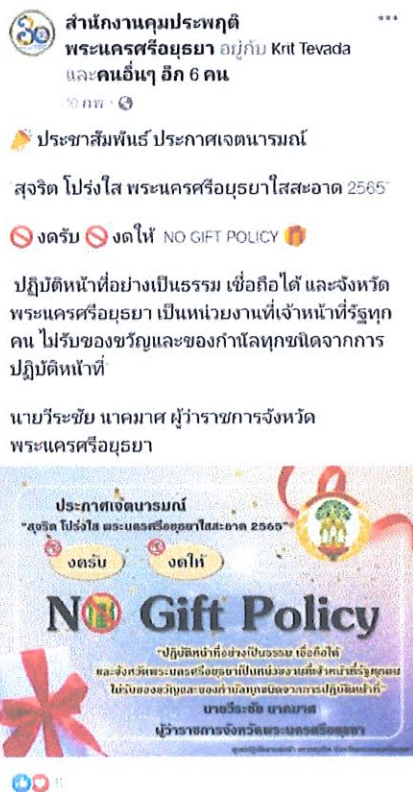 สำนักงานคุมประพฤติ
พระนครศรีอยุธยา อยู่กับ Krit Tevada
และคนอื่นๆ อีก 6 คน
10 กพ
ประชาสัมพันธ์ ประกาศเจตนารมณ์
"สุจริต โปร่งใส พระนครศรีอยุธยาใสสะอาด 2565"
งดรับ งดให้ NO GIFT POLICY
ปฏิบัติหน้าที่อย่างเป็นธรรม เชื่อถือได้ และจังหวัด
พระนครศรีอยุธยา เป็นหน่วยงานที่เจ้าหน้าที่รัฐทุก
คน ไม่รับของขวัญและของกำนัลทุกชนิดจากการ
ปฏิบัติหน้าที่
นายวีระชัย นาคมาศ ผู้ว่าราชการจังหวัด
พระนครศรีอยุธยา
ประกาศเจตนารมณ์
"สุจริต โปร่งใส พระนครศรีอยุธยาใสสะอาด 2565"
งดรับ งดให้
No Gift Policy
"ปฏิบัติหน้าที่อย่างเป็นธรรม เชื่อถือได้
และจังหวัดพระนครศรีอยุธยาเป็นหน่วยงานที่เจ้าหน้าที่รัฐทุกคน
ไม่รับของขวัญและของกำนัลทุกชนิดจากการปฏิบัติหน้าที่"
นายวีระชัย นาคมาศ
ผู้ว่าราชการจังหวัดพระนครศรีอยุธยา